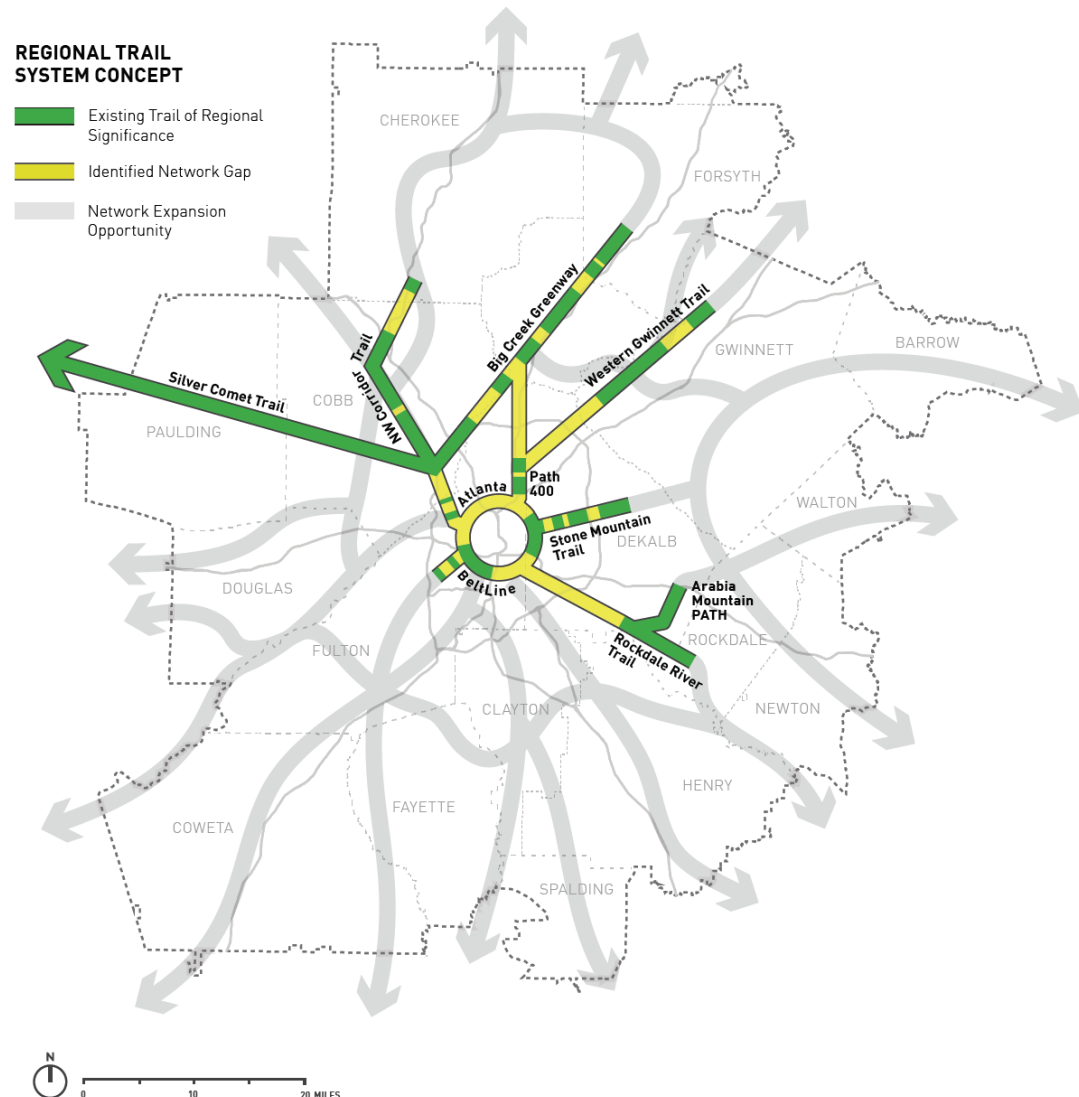 REGIONAL TRAIL
SYSTEM CONCEPT
Existing Trail of Regional
Significance
Identified Network Gap
Network Expansion
Opportunity
CHEROKEE
FORSYTH
Big Creek Greenway
Western Gwinnett Trail
NW Corridor Trail
Silver Comet Trail
COBB
PAULDING
GWINNETT
BARROW
Path
400
Atlanta
BeltLine
Stone Mountain
Trail
DEKALB
WALTON
DOUGLAS
Arabia
Mountain
PATH
FULTON
ROCKDALE
Rockdale River
Trail
CLAYTON
NEWTON
HENRY
FAYETTE
COWETA
SPALDING
N
0
10
20 MILES